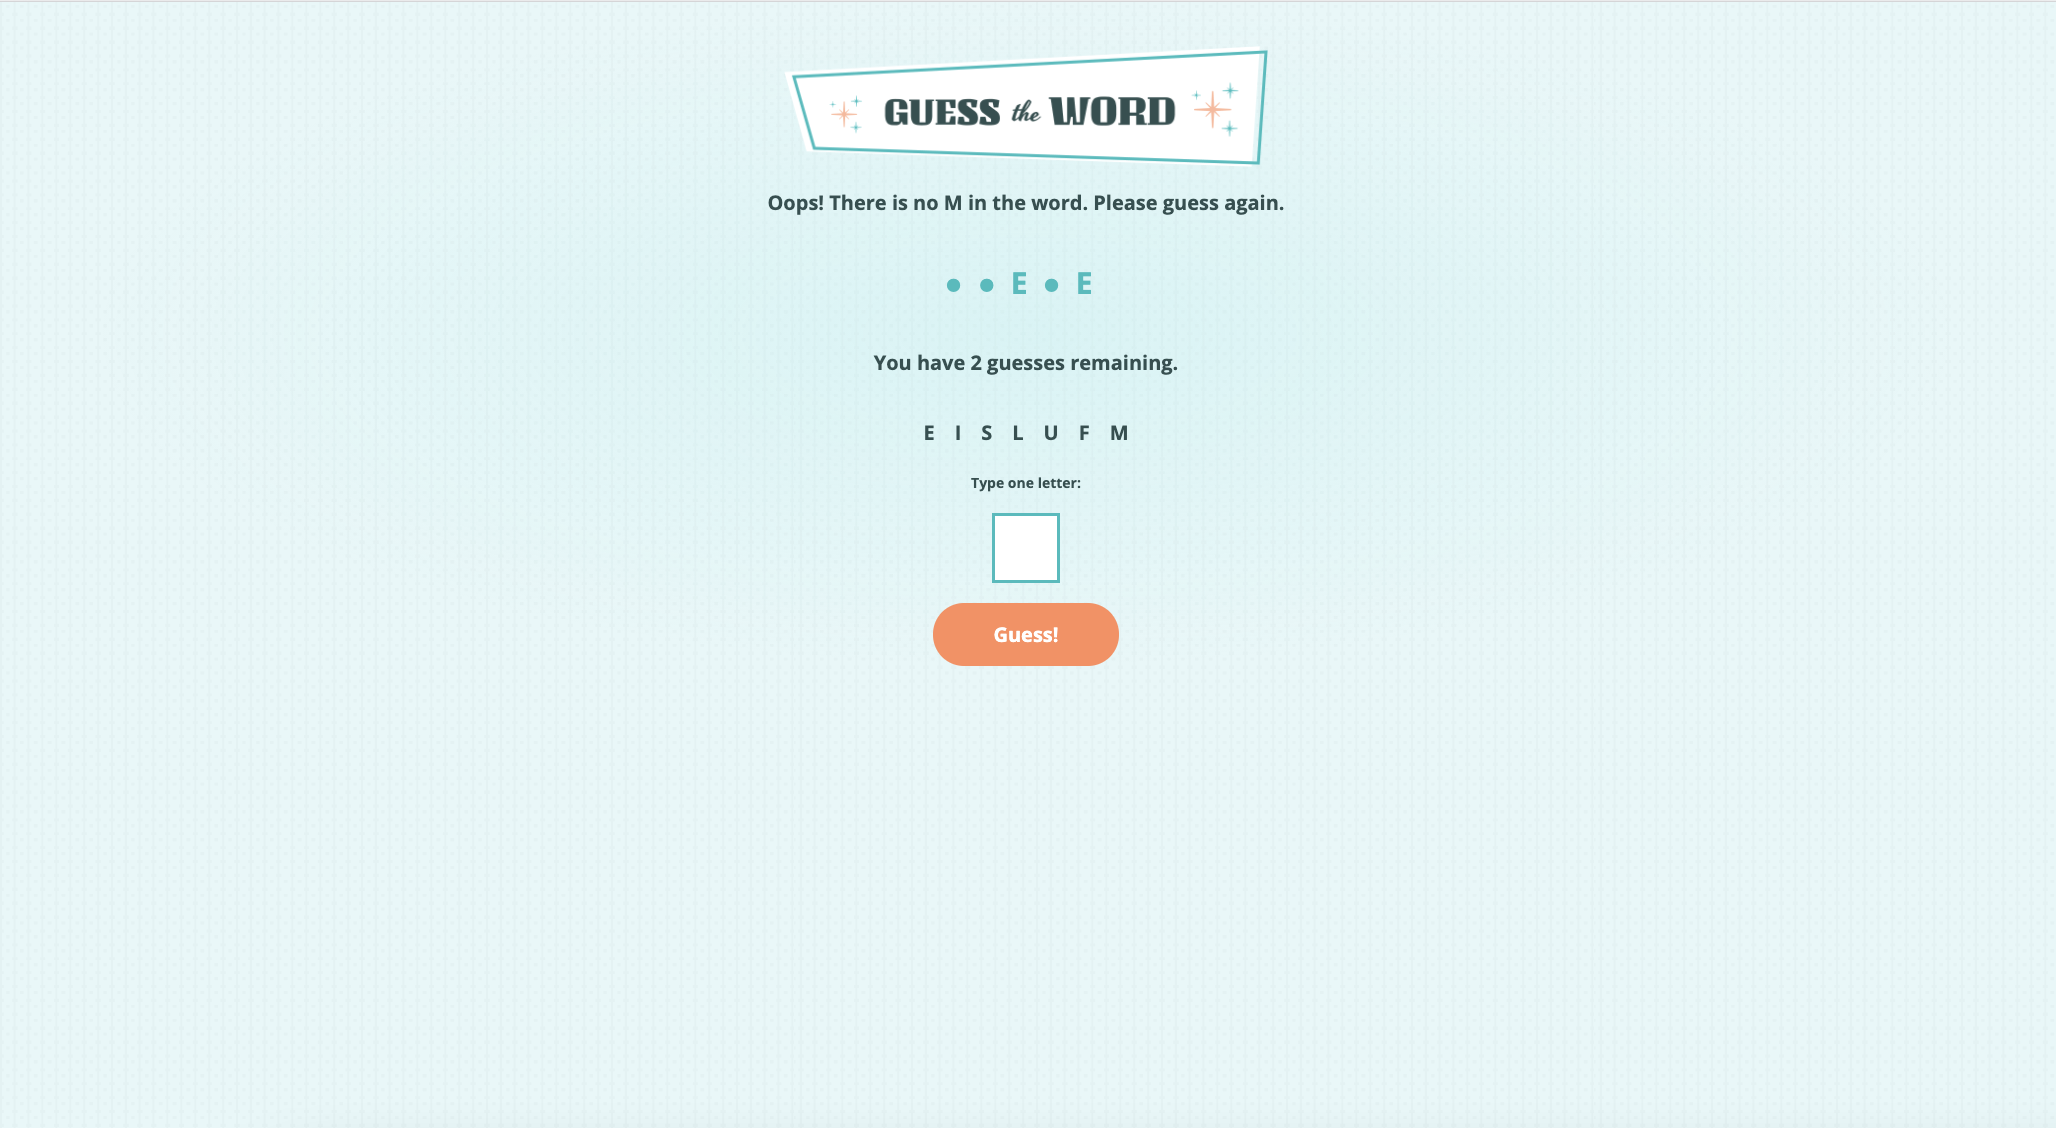 GUESS the WORD
Oops! There is no M in the word. Please guess again.
● ● E ● E
You have 2 guesses remaining.
E I S L U F M
Type one letter:
Guess!